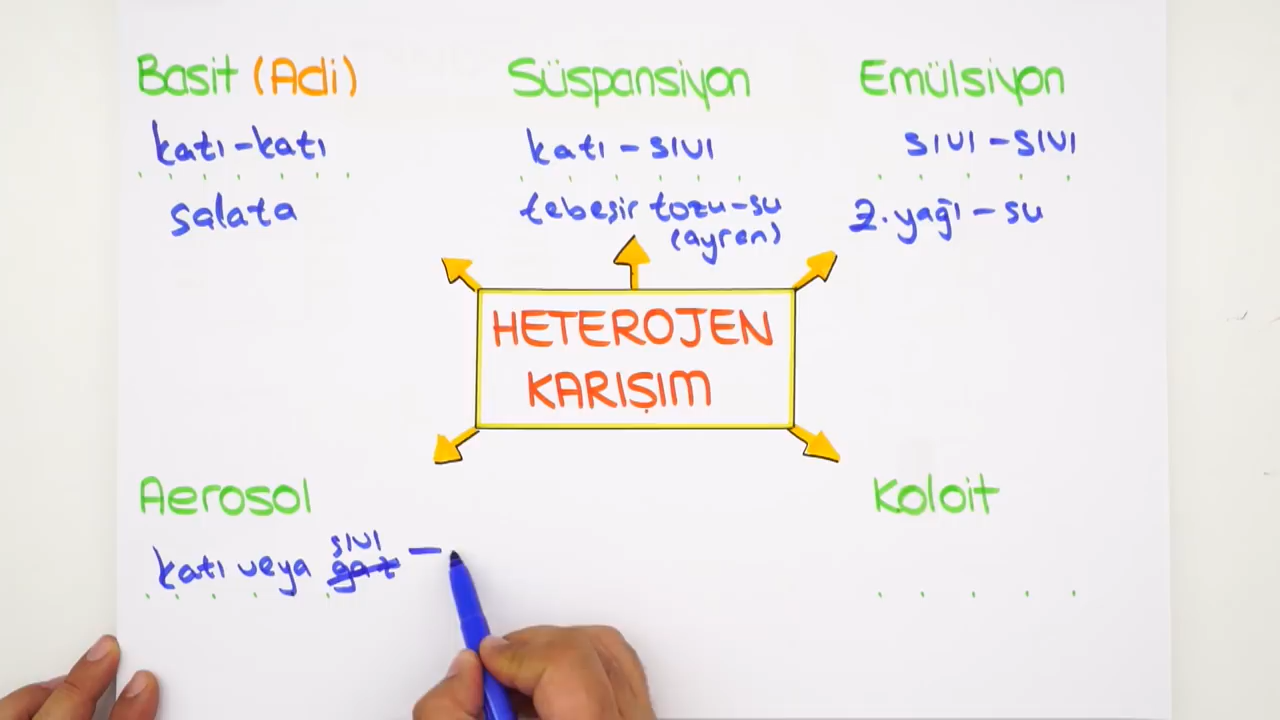 Basit (Adi)
katı - katı
salata
Süspansiyon
katı - sıvı
tebeşir tozu - su
(ayran)
Emülsiyon
sıvı - sıvı
z. yağı - su
HETEROJEN
KARIŞIM
Aerosol
sıvı
katı veya gaz -
Koloit